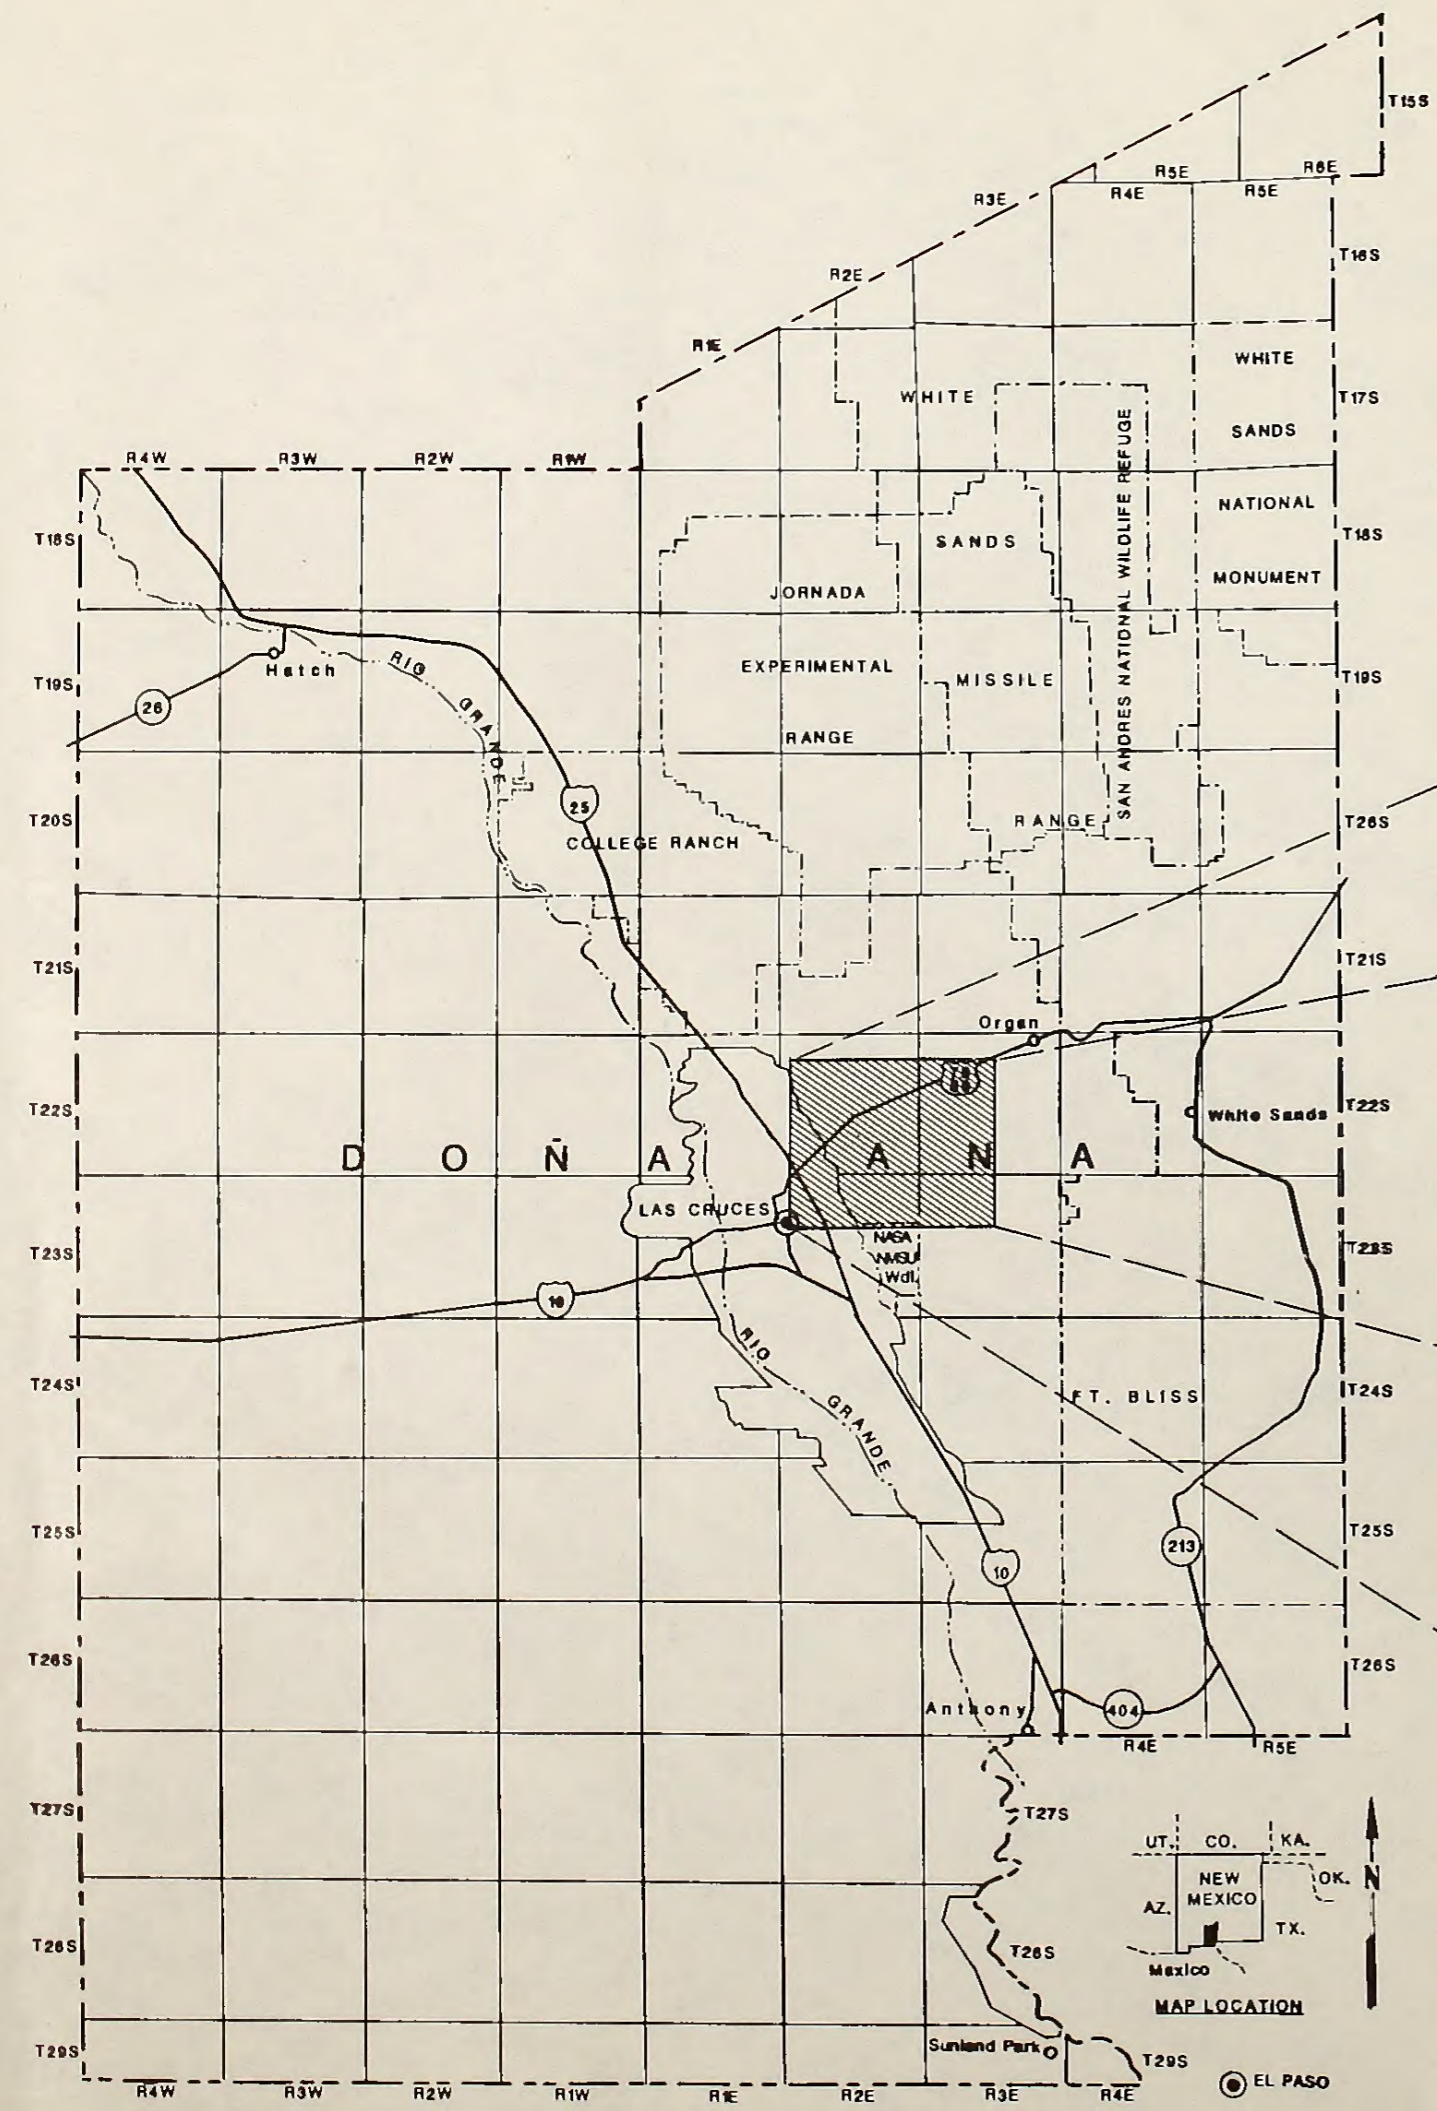 T15S
R6E
R5E
R4E
R5E
R3E
T16S
R2E
R1E
WHITE
WHITE
T17S
SANDS
R4W
R3W
R2W
R1W
SAN ANDRES NATIONAL WILDLIFE REFUGE
NATIONAL
T18S
SANDS
T18S
JORNADA
MONUMENT
Hatch
RIO
GRANDE
EXPERIMENTAL
MISSILE
T19S
T19S
26
RANGE
25
T20S
RANGE
T26S
COLLEGE RANCH
T21S
T21S
Organ
T22S
White Sands
T22S
DOÑA ANA
LAS CRUCES
NASA
NMSU
Wdl.
T23S
T23S
10
RIO
GRANDE
T24S
FT. BLISS
T24S
T25S
T25S
213
10
T26S
T26S
Anthony
404
R4E
R5E
T27S
T27S
UT.
CO.
KA.
OK.
N
NEW
MEXICO
AZ.
TX.
Mexico
MAP LOCATION
T26S
T26S
Sunland Park
T29S
T29S
R4W
R3W
R2W
R1W
R1E
R2E
R3E
R4E
EL PASO